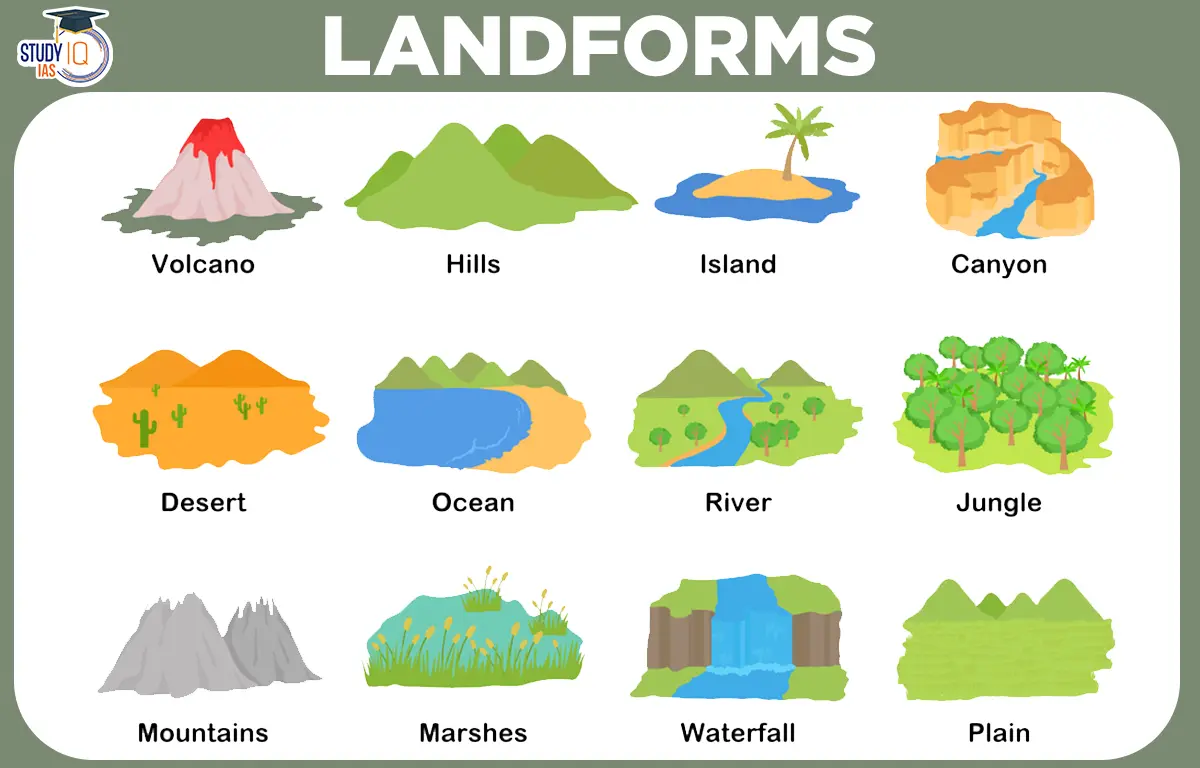 STUDY IQ
IAS
LANDFORMS
Volcano
Hills
Island
Canyon
Desert
Ocean
River
Jungle
Mountains
Marshes
Waterfall
Plain